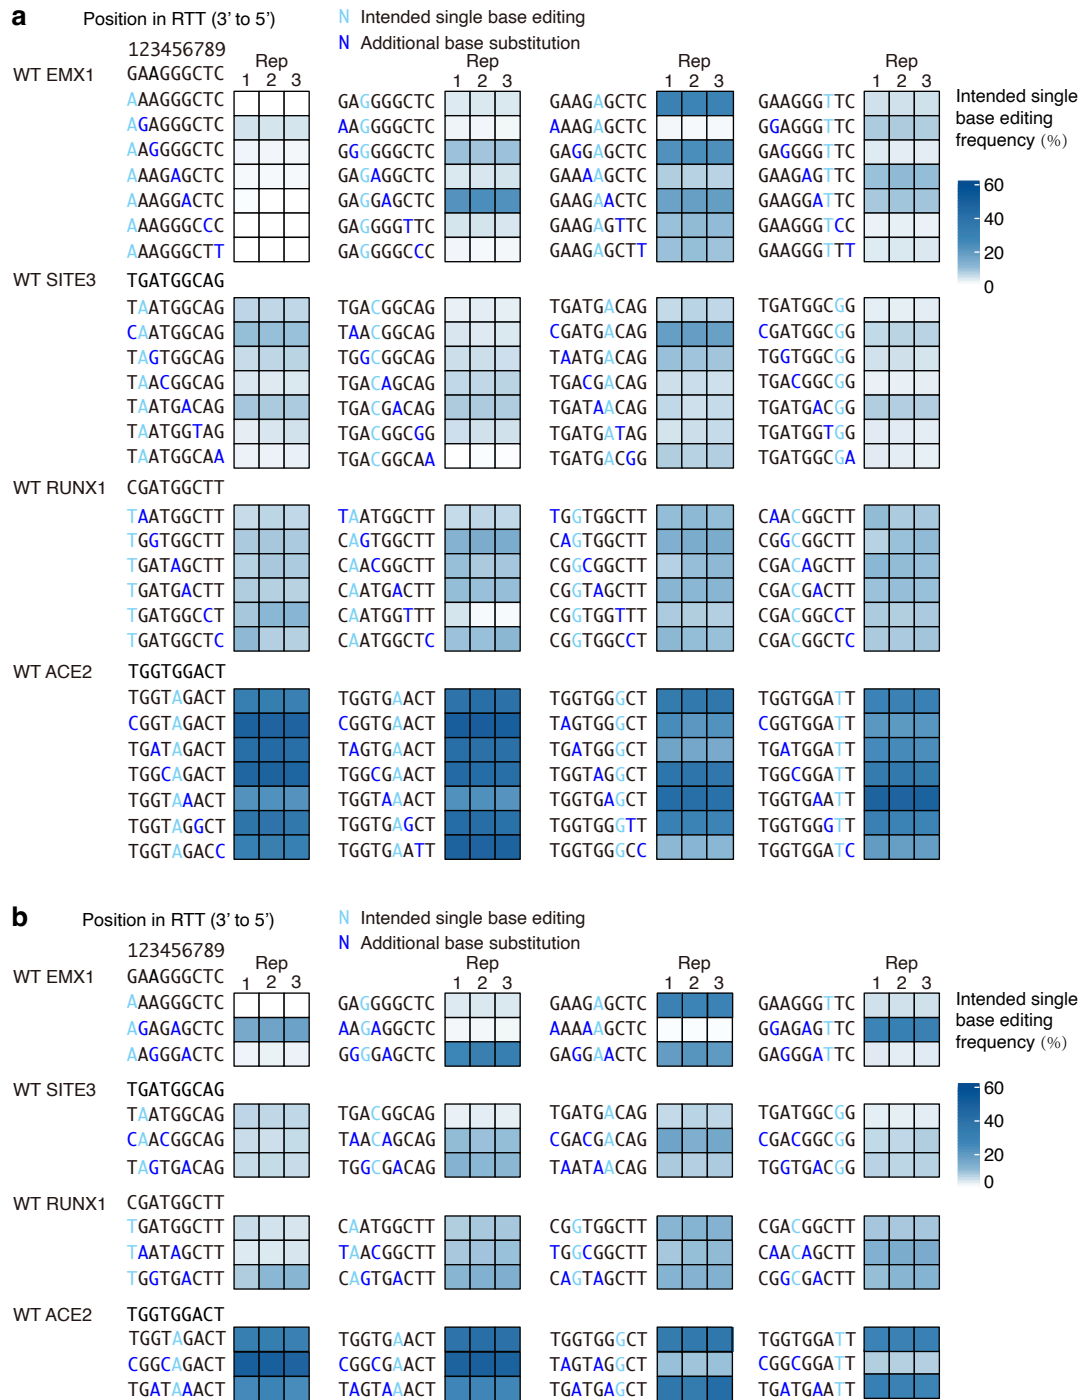 a
Position in RTT (3' to 5')
N Intended single base editing
N Additional base substitution
123456789
Rep
1 2 3
Rep
1 2 3
Rep
1 2 3
Rep
1 2 3
WT EMX1 GAAGGGCTC
AAAGGGCTC GAGGGGCTC GAAGAGCTC GAAGGGTTC
AGAGGGCTC AAGGGGCTC AAAGAGCTC GGAGGGTTC
AAGGGGCTC GGGGGGCTC GAGGAGCTC GAGGGGTTC
AAAGAGCTC GAGAGGCTC GAAAAGCTC GAAGAGTTC
AAAGGACTC GAGGAGCTC GAAGAACTC GAAGGATTC
AAAGGGCCC GAGGGGTTC GAAGAGTTC GAAGGGTCC
AAAGGGCTT GAGGGGCCC GAAGAGCTT GAAGGGTTT
Intended single
base editing
frequency (%)
60
40
20
0
WT SITE3 TGATGGCAG
TAATGGCAG TGACGGCAG TGATGACAG TGATGGCGG
CAATGGCAG TAACGGCAG CGATGACAG CGATGGCGG
TAGTGGCAG TGGCGGCAG TAATGACAG TGGTGGCGG
TAACGGCAG TGACAGCAG TGACGACAG TGACGGCGG
TAATGACAG TGACGACAG TGATAACAG TGATGACGG
TAATGGTAG TGACGGCGG TGATGATAG TGATGGTGG
TAATGGCAA TGACGGCAA TGATGACGG TGATGGCGA
WT RUNX1 CGATGGCTT
TAATGGCTT TAATGGCTT TGGTGGCTT CAACGGCTT
TGGTGGCTT CAGTGGCTT CAGTGGCTT CGGCGGCTT
TGATAGCTT CAACGGCTT CGGCGGCTT CGACAGCTT
TGATGACTT CAATGACTT CGGTAGCTT CGACGACTT
TGATGGCCT CAATGGTTT CGGTGGTTT CGACGGCCT
TGATGGCTC CAATGGCTC CGGTGGCCT CGACGGCTC
WT ACE2 TGGTGGACT
TGGTAGACT TGGTGAACT TGGTGGGCT TGGTGGATT
CGGTAGACT CGGTGAACT TAGTGGGCT CGGTGGATT
TGATAGACT TAGTGAACT TGATGGGCT TGATGGATT
TGGCAGACT TGGCGAACT TGGTAGGCT TGGCGGATT
TGGTAAACT TGGTAAACT TGGTGAGCT TGGTGAATT
TGGTAGGCT TGGTGAGCT TGGTGGGTT TGGTGGGTT
TGGTAGACC TGGTGAATT TGGTGGGCC TGGTGGATC
b
Position in RTT (3' to 5')
N Intended single base editing
N Additional base substitution
123456789
Rep
1 2 3
Rep
1 2 3
Rep
1 2 3
Rep
1 2 3
WT EMX1 GAAGGGCTC
AAAGGGCTC GAGGGGCTC GAAGAGCTC GAAGGGTTC
AGAGAGCTC AAGAGGCTC AAAAAGCTC GGAGAGTTC
AAGGGACTC GGGGAGCTC GAGGAACTC GAGGGATTC
Intended single
base editing
frequency (%)
60
40
20
0
WT SITE3 TGATGGCAG
TAATGGCAG TGACGGCAG TGATGACAG TGATGGCGG
CAACGGCAG TAACAGCAG CGACGACAG CGACGGCGG
TAGTGACAG TGGCGACAG TAATAACAG TGGTGACGG
WT RUNX1 CGATGGCTT
TGATGGCTT CAATGGCTT CGGTGGCTT CGACGGCTT
TAATAGCTT TAACGGCTT TGGCGGCTT CAACAGCTT
TGGTGACTT CAGTGACTT CAGTAGCTT CGGCGACTT
WT ACE2 TGGTGGACT
TGGTAGACT TGGTGAACT TGGTGGGCT TGGTGGATT
CGGCAGACT CGGCGAACT TAGTAGGCT CGGCGGATT
TGATAAACT TAGTAAACT TGATGAGCT TGATGAATT